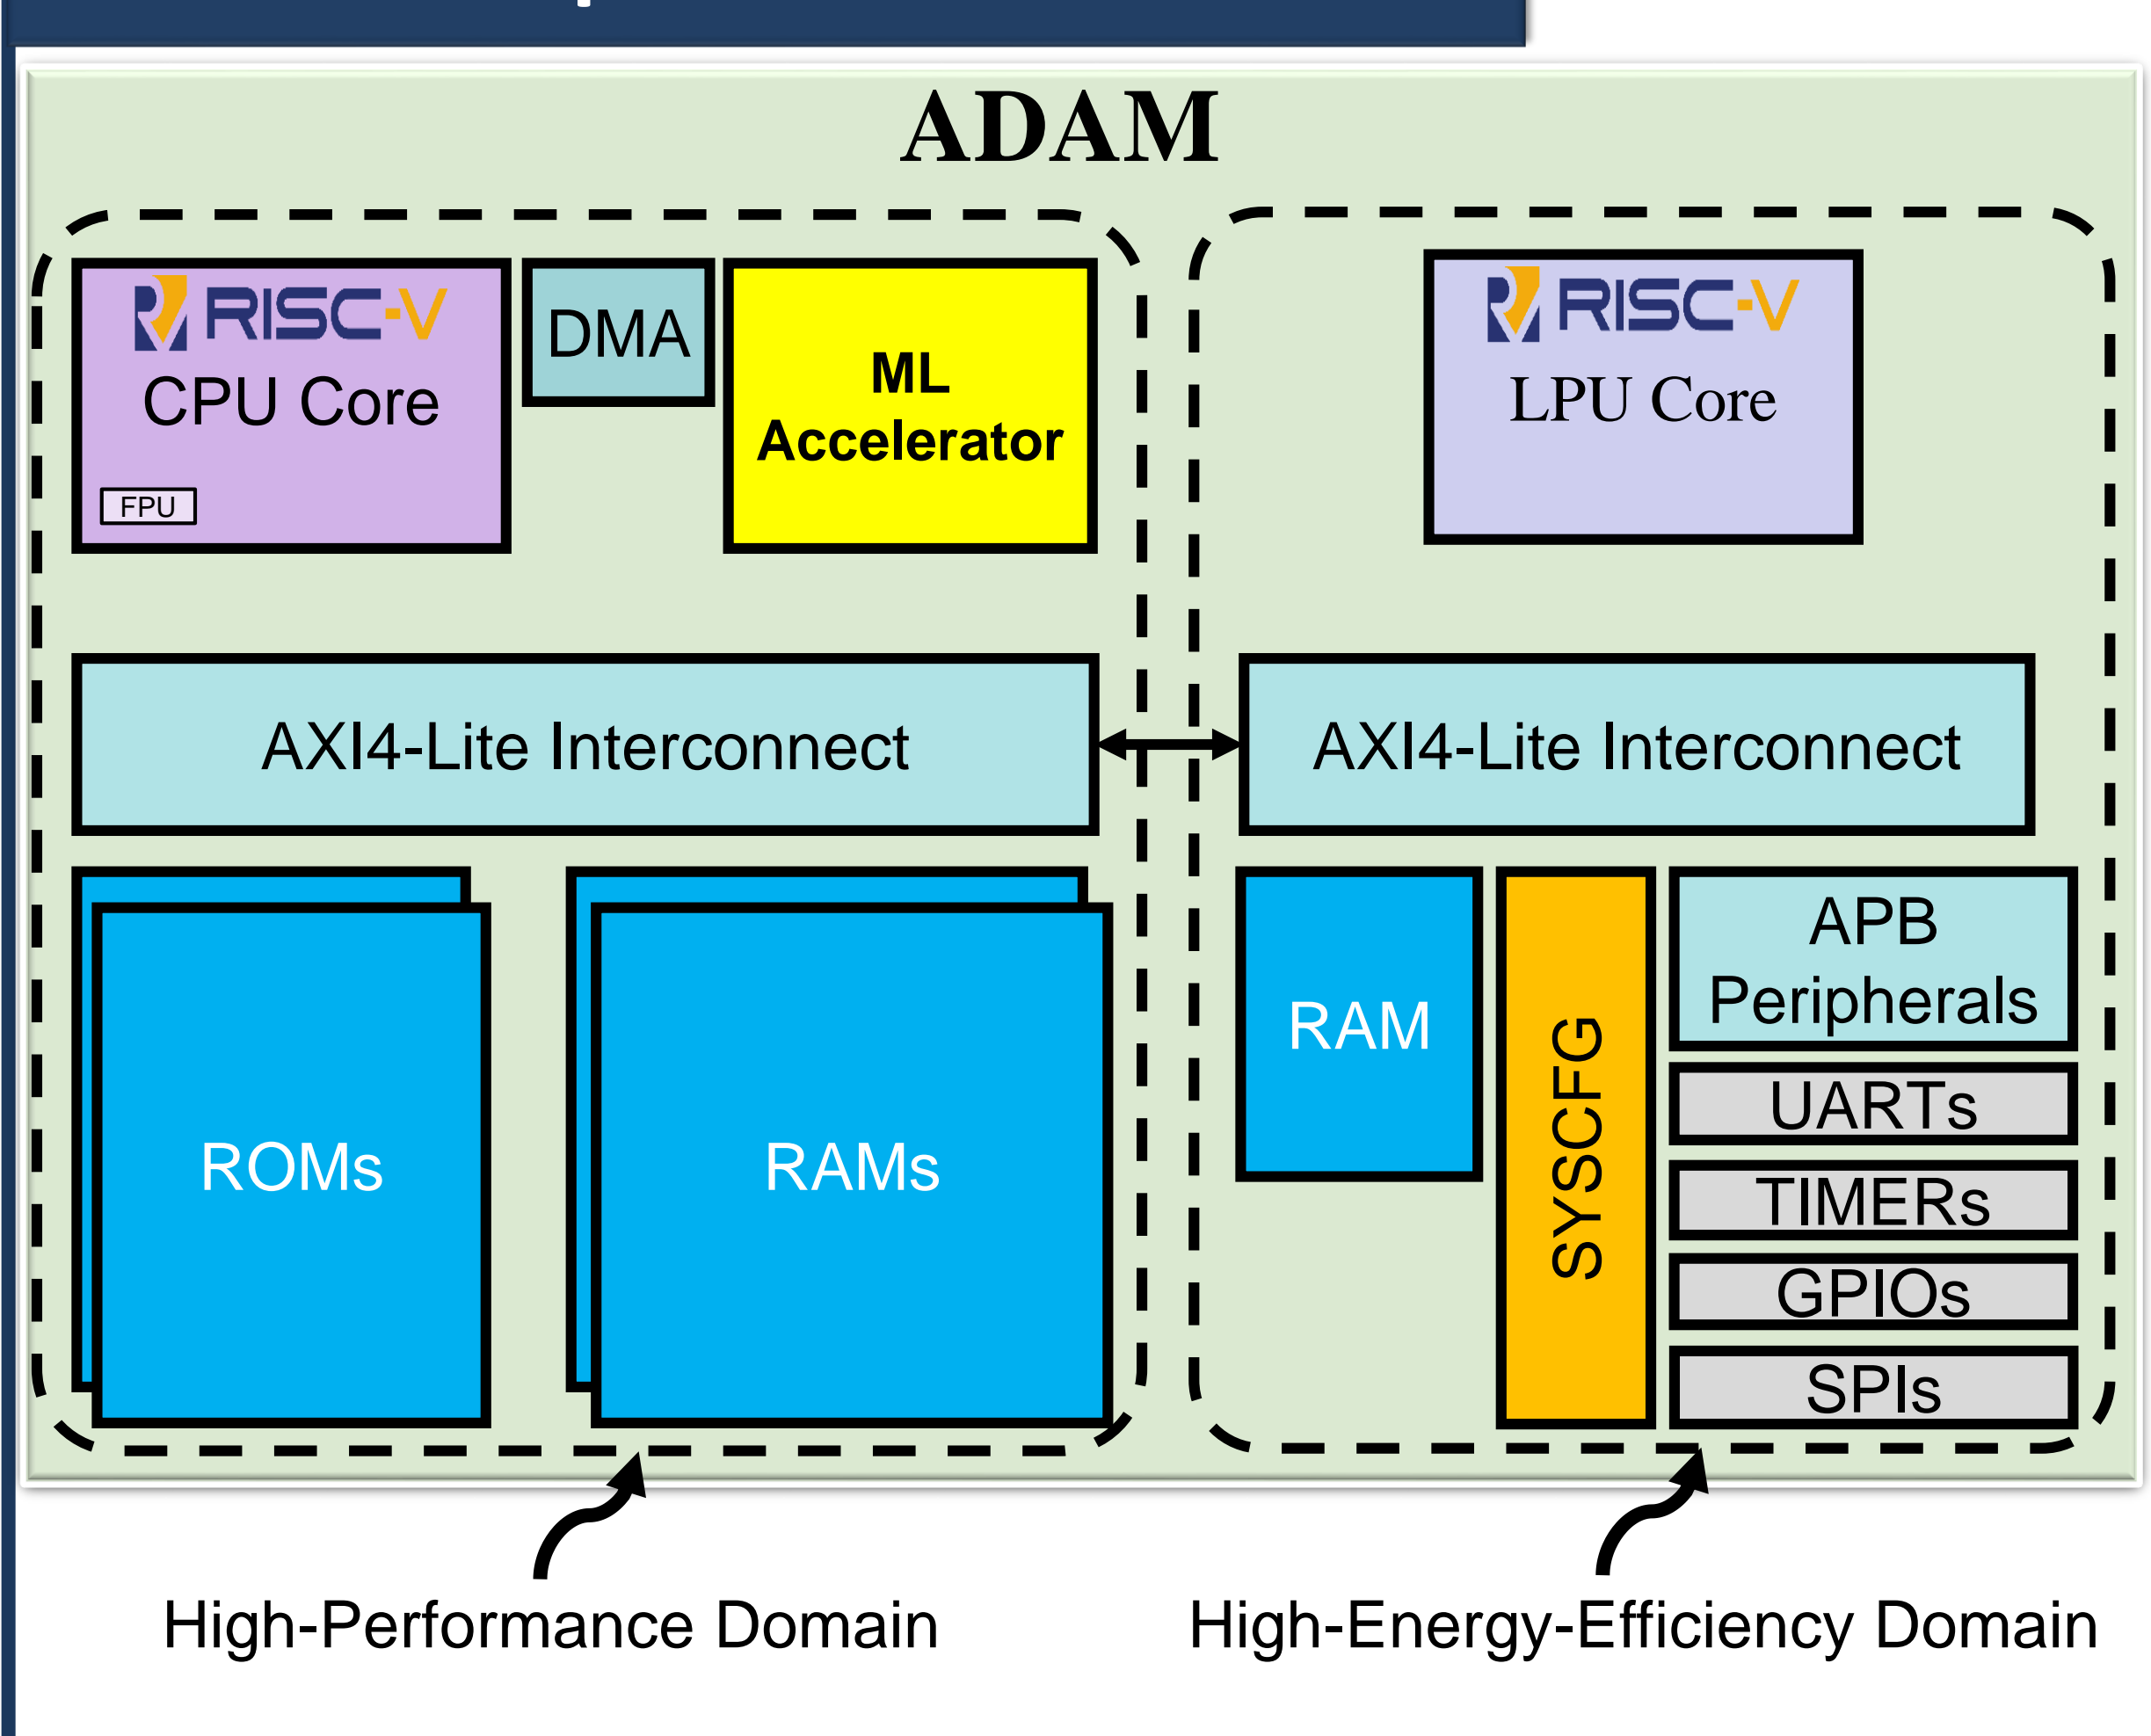 ADAM
RISC-V
CPU Core
FPU
DMA
ML
Accelerator
RISC-V
LPU Core
AXI4-Lite Interconnect
AXI4-Lite Interconnect
ROMs
RAMs
RAM
SYSCFG
APB
Peripherals
UARTs
TIMERs
GPIOs
SPIs
High-Performance Domain
High-Energy-Efficiency Domain